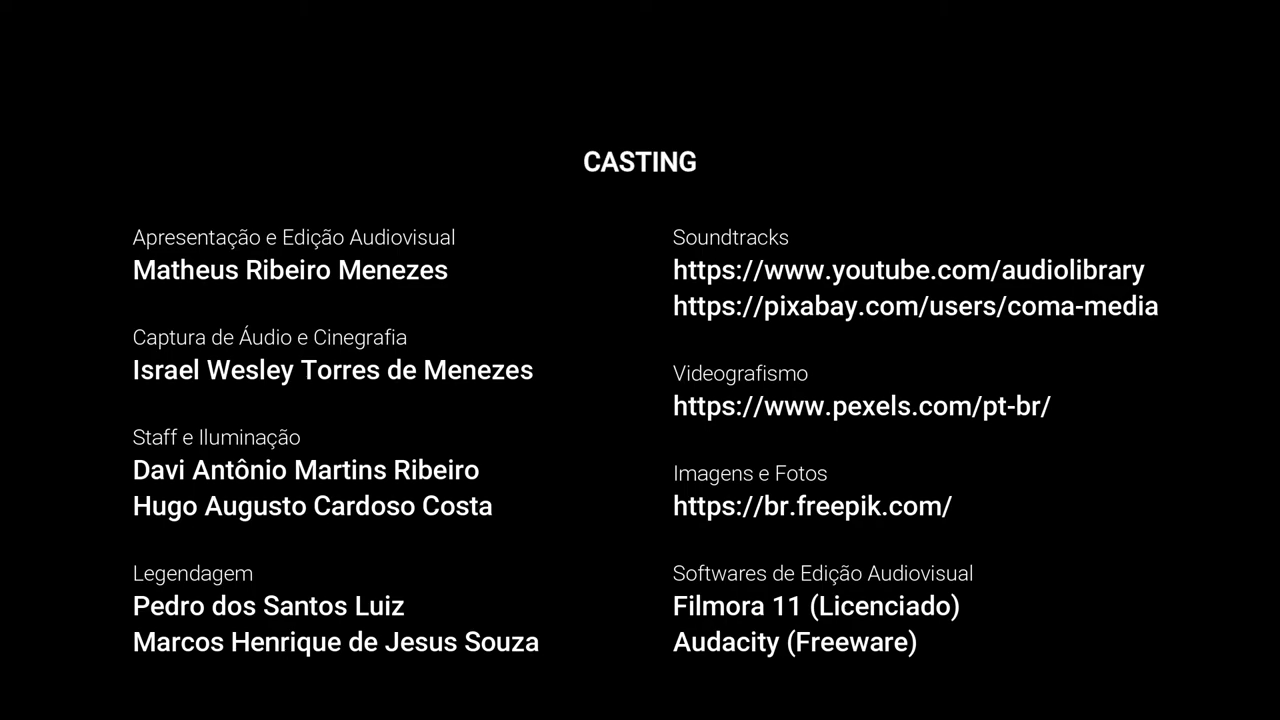 CASTING
Apresentação e Edição Audiovisual
Matheus Ribeiro Menezes
Captura de Áudio e Cinegrafia
Israel Wesley Torres de Menezes
Staff e Iluminação
Davi Antônio Martins Ribeiro
Hugo Augusto Cardoso Costa
Legendagem
Pedro dos Santos Luiz
Marcos Henrique de Jesus Souza
Soundtracks
https://www.youtube.com/audiolibrary
https://pixabay.com/users/coma-media
Videografismo
https://www.pexels.com/pt-br/
Imagens e Fotos
https://br.freepik.com/
Softwares de Edição Audiovisual
Filmora 11 (Licenciado)
Audacity (Freeware)